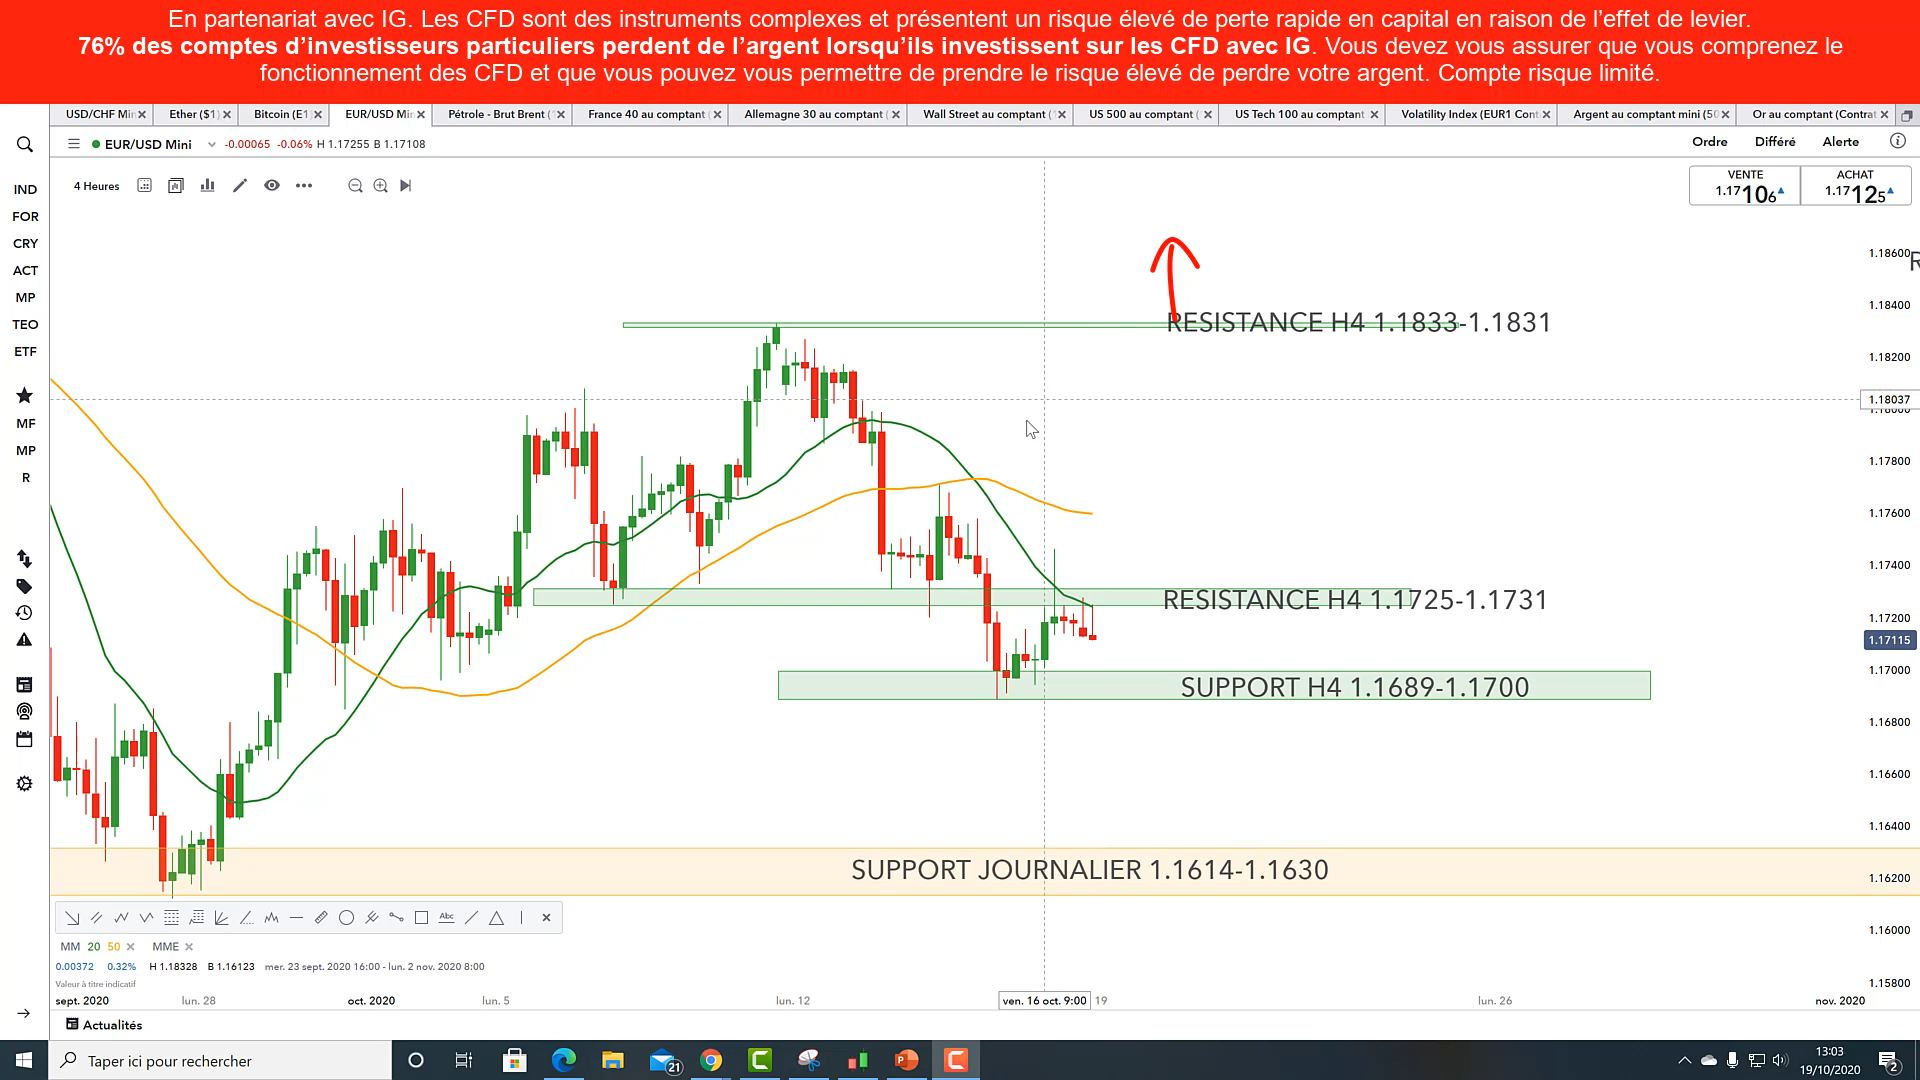 En partenariat avec IG. Les CFD sont des instruments complexes et présentent un risque élevé de perte rapide en capital en raison de l’effet de levier.
76% des comptes d’investisseurs particuliers perdent de l’argent lorsqu’ils investissent sur les CFD avec IG. Vous devez vous assurer que vous comprenez le
fonctionnement des CFD et que vous pouvez vous permettre de prendre le risque élevé de perdre votre argent. Compte risque limité.
USD/CHF Min Ether ($1) Bitcoin (E1) EUR/USD Mi Pétrole - Brut Brent ( France 40 au comptant ( Allemagne 30 au comptant Wall Street au comptant ( US 500 au comptant ( US Tech 100 au comptant Volatility Index (EUR1 Cont Argent au comptant mini (50 Or au comptant (Contrat
EUR/USD Mini -0.00065 -0.06% H 1.17255 B 1.17108 Ordre Différé Alerte
4 Heures
VENTE ACHAT
1.17106 1.17125
IND
FOR
CRY
ACT
MP
TEO
ETF
MF
MP
R
1.18600
R
1.18400
RESISTANCE H4 1.1833-1.1831
1.18200
1.18037
1.18000
1.17800
1.17600
1.17400
RESISTANCE H4 1.1725-1.1731
1.17200
1.17115
1.17000
SUPPORT H4 1.1689-1.1700
1.16800
1.16600
1.16400
SUPPORT JOURNALIER 1.1614-1.1630
1.16200
Abc
1.16000
MM 20 50 MME
0.00372 0.32% H 1.18328 B 1.16123 mer. 23 sept. 2020 16:00 - lun. 2 nov. 2020 8:00
Valeur à titre indicatif
1.15800
sept. 2020 lun. 28 oct. 2020 lun. 5 lun. 12 ven. 16 oct. 9:00 19 lun. 26 nov. 2020
Actualités
Taper ici pour rechercher
21
13:03
19/10/2020
2